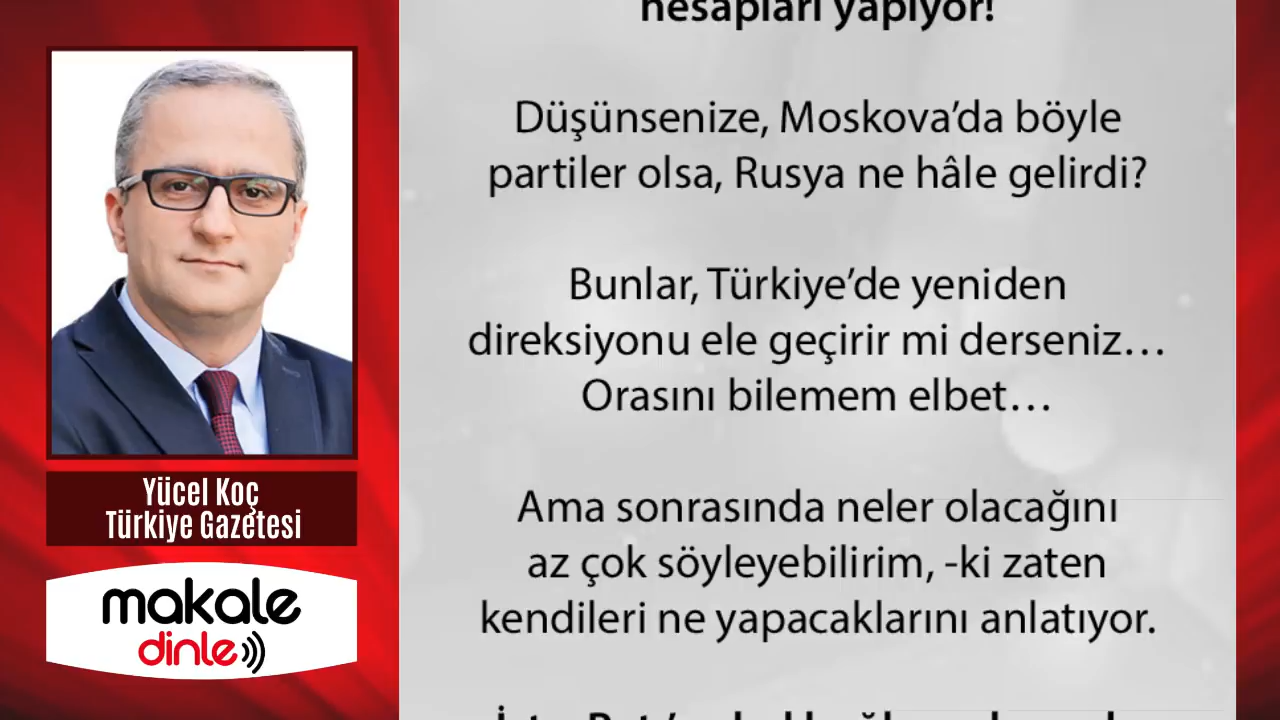 hesapları yapıyor!
Düşünsenize, Moskova’da böyle
partiler olsa, Rusya ne hâle gelirdi?
Bunlar, Türkiye’de yeniden
direksiyonu ele geçirir mi derseniz…
Orasını bilemem elbet…
Ama sonrasında neler olacağını
az çok söyleyebilirim, -ki zaten
kendileri ne yapacaklarını anlatıyor.
Yücel Koç
Türkiye Gazetesi
makale
dinle